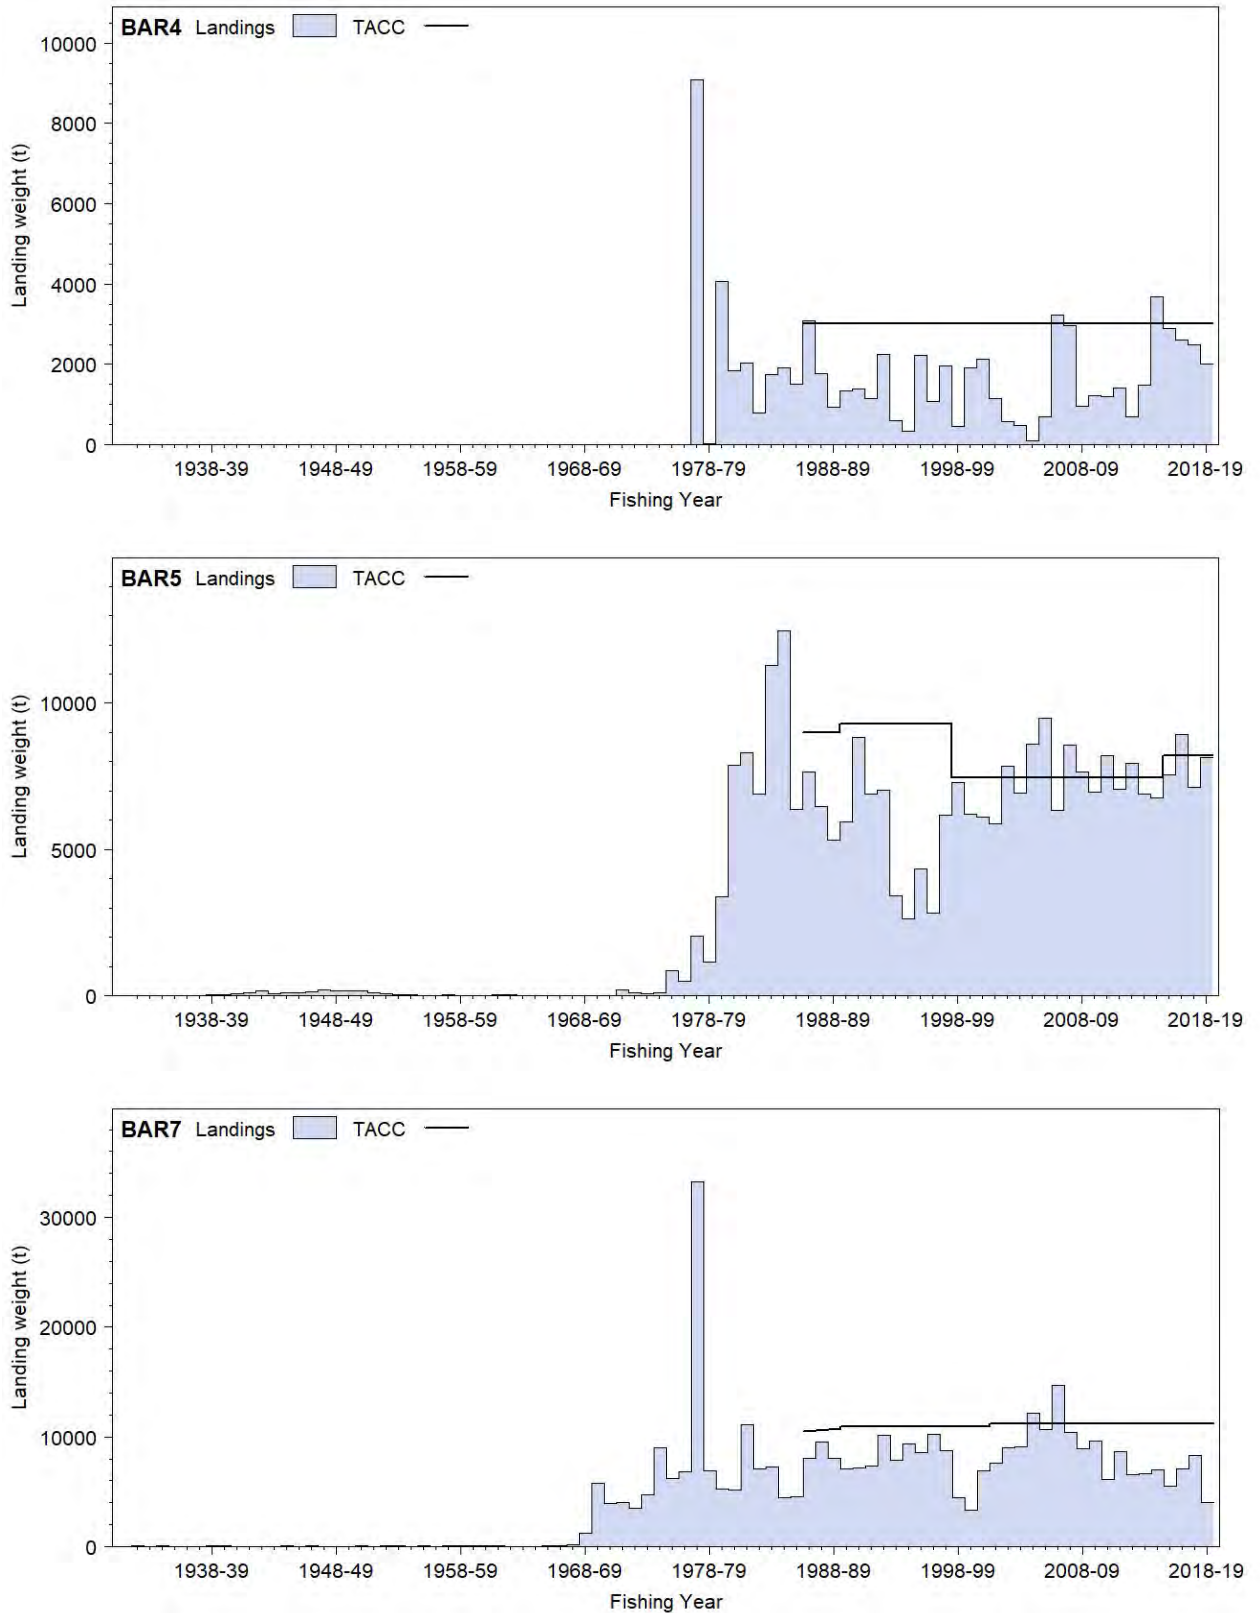 BAR4 Landings TACC
10000
8000
6000
4000
2000
0
Landing weight (t)
1938-39 1948-49 1958-59 1968-69 1978-79 1988-89 1998-99 2008-09 2018-19
Fishing Year
BAR5 Landings TACC
10000
5000
0
Landing weight (t)
1938-39 1948-49 1958-59 1968-69 1978-79 1988-89 1998-99 2008-09 2018-19
Fishing Year
BAR7 Landings TACC
30000
20000
10000
0
Landing weight (t)
1938-39 1948-49 1958-59 1968-69 1978-79 1988-89 1998-99 2008-09 2018-19
Fishing Year